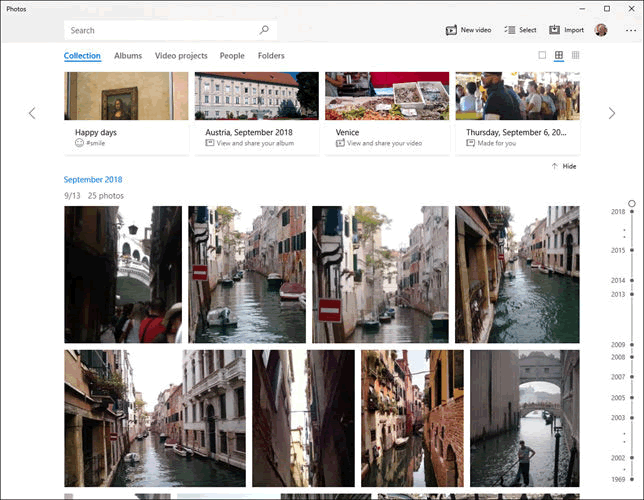 Photos
Search
New video
Select
Import
Collection
Albums
Video projects
People
Folders
Happy days
#smile
Austria, September 2018
View and share your album
Venice
View and share your video
Thursday, September 6, 20...
Made for you
Hide
September 2018
9/13 25 photos
2018
2015
2014
2013
2009
2008
2007
2005
2003
2002
1969